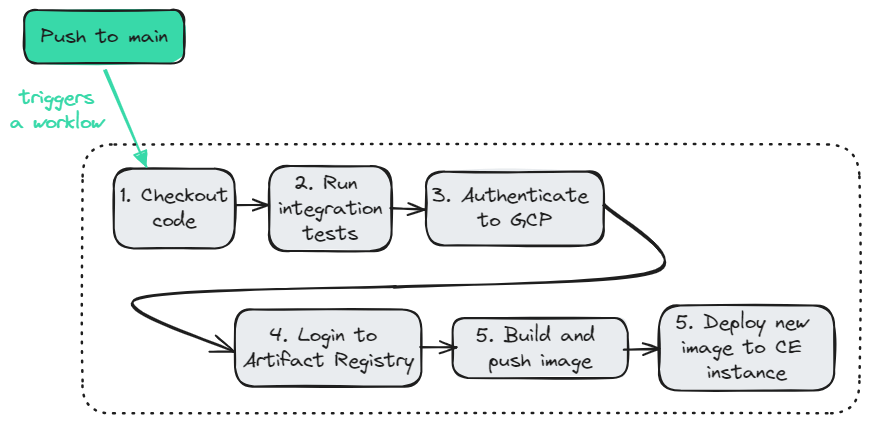 Push to main
triggers
a worklow
1. Checkout
code
2. Run
integration
tests
3. Authenticate
to GCP
4. Login to
Artifact Registry
5. Build and
push image
5. Deploy new
image to CE
instance